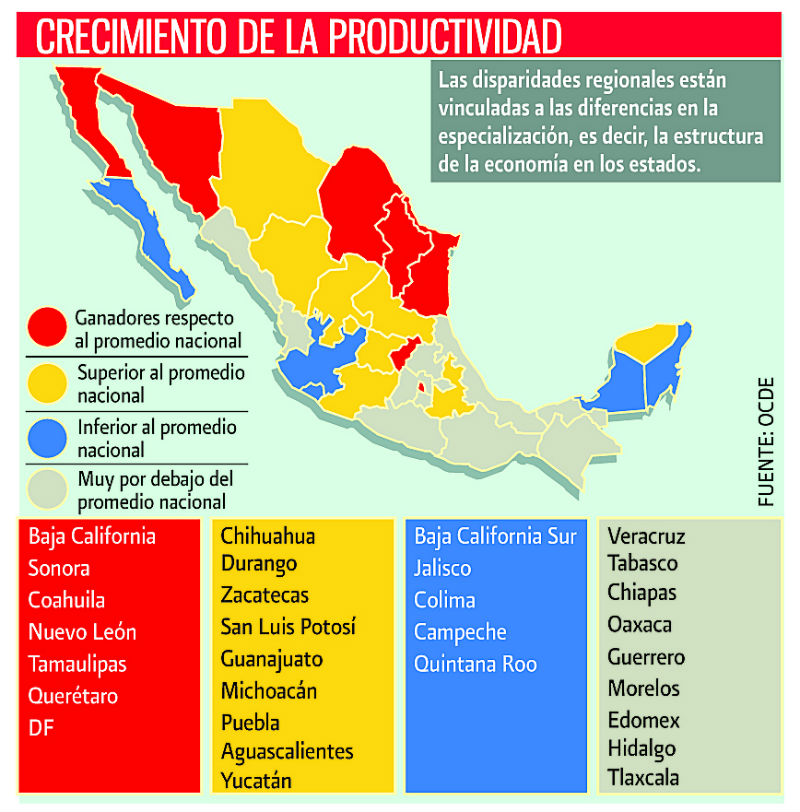 CRECIMIENTO DE LA PRODUCTIVIDAD
Las disparidades regionales están
vinculadas a las diferencias en la
especialización, es decir, la estructura
de la economía en los estados.
Ganadores respecto
al promedio nacional
Superior al promedio
nacional
Inferior al promedio
nacional
Muy por debajo del
promedio nacional
FUENTE: OCDE
Baja California
Sonora
Coahuila
Nuevo León
Tamaulipas
Querétaro
DF
Chihuahua
Durango
Zacatecas
San Luis Potosí
Guanajuato
Michoacán
Puebla
Aguascalientes
Yucatán
Baja California Sur
Jalisco
Colima
Campeche
Quintana Roo
Veracruz
Tabasco
Chiapas
Oaxaca
Guerrero
Morelos
Edomex
Hidalgo
Tlaxcala